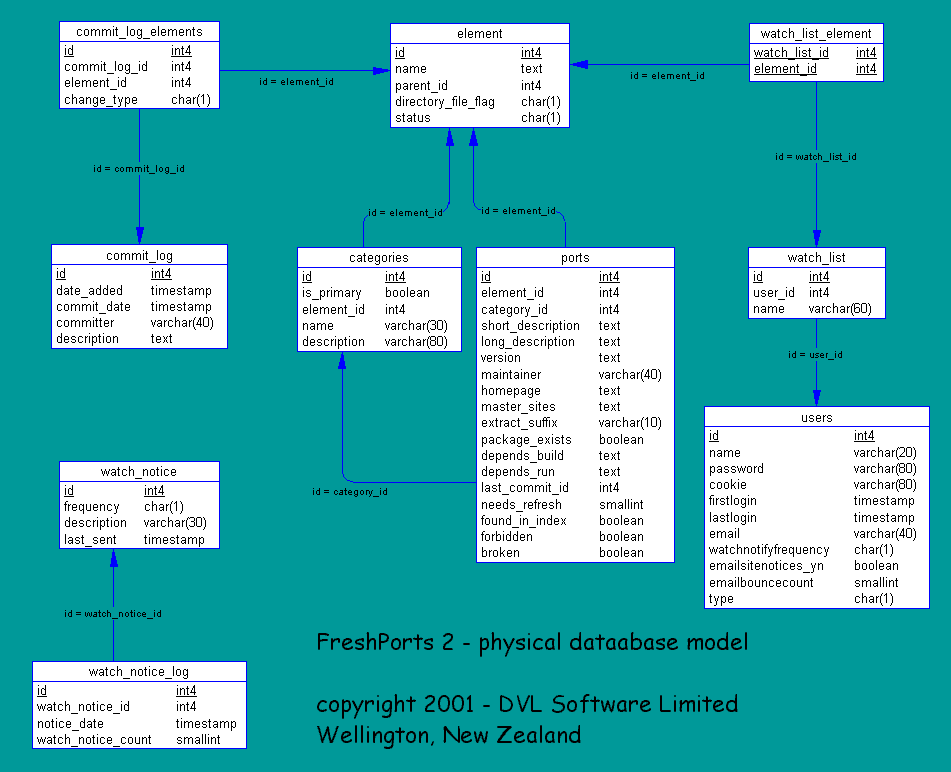 commit_log_elements
id int4
commit_log_id int4
element_id int4
change_type char(1)
id = element_id
element
id int4
name text
parent_id int4
directory_file_flag char(1)
status char(1)
id = element_id
watch_list_element
watch_list_id int4
element_id int4
id = commit_log_id
id = watch_list_id
id = element_id
id = element_id
commit_log
id int4
date_added timestamp
commit_date timestamp
committer varchar(40)
description text
categories
id int4
is_primary boolean
element_id int4
name varchar(30)
description varchar(80)
ports
id int4
element_id int4
category_id int4
short_description text
long_description text
version text
maintainer varchar(40)
homepage text
master_sites text
extract_suffix varchar(10)
package_exists boolean
depends_build text
depends_run text
last_commit_id int4
needs_refresh smallint
found_in_index boolean
forbidden boolean
broken boolean
watch_list
id int4
user_id int4
name varchar(60)
id = user_id
users
id int4
name varchar(20)
password varchar(80)
cookie varchar(80)
firstlogin timestamp
lastlogin timestamp
email varchar(40)
watchnotifyfrequency char(1)
emailsitenotices_yn boolean
emailbouncecount smallint
type char(1)
id = category_id
watch_notice
id int4
frequency char(1)
description varchar(30)
last_sent timestamp
id = watch_notice_id
watch_notice_log
id int4
watch_notice_id int4
notice_date timestamp
watch_notice_count smallint
FreshPorts 2 - physical dataabase model
copyright 2001 - DVL Software Limited
Wellington, New Zealand